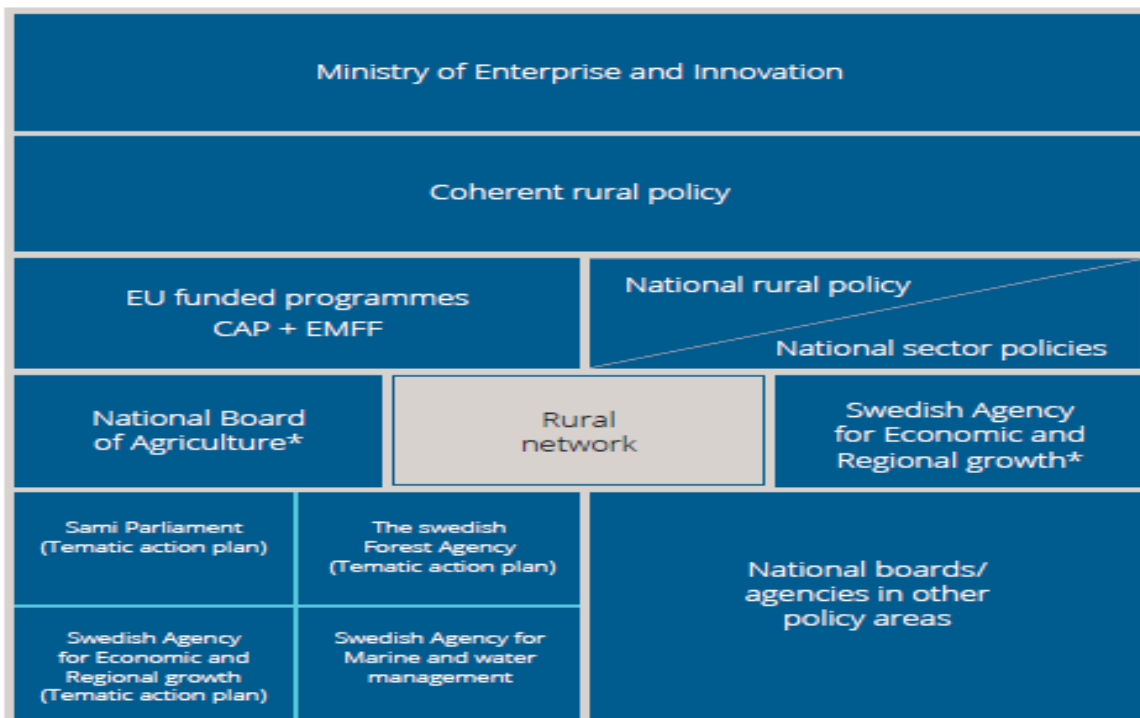 Ministry of Enterprise and Innovation
Coherent rural policy
EU funded programmes
CAP + EMFF
National rural policy
National sector policies
National Board
of Agriculture*
Rural
network
Swedish Agency
for Economic and
Regional growth*
Sami Parliament
(Tematic action plan)
The swedish
Forest Agency
(Tematic action plan)
Swedish Agency
for Economic and
Regional growth
(Tematic action plan)
Swedish Agency for
Marine and water
management
National boards/
agencies in other
policy areas